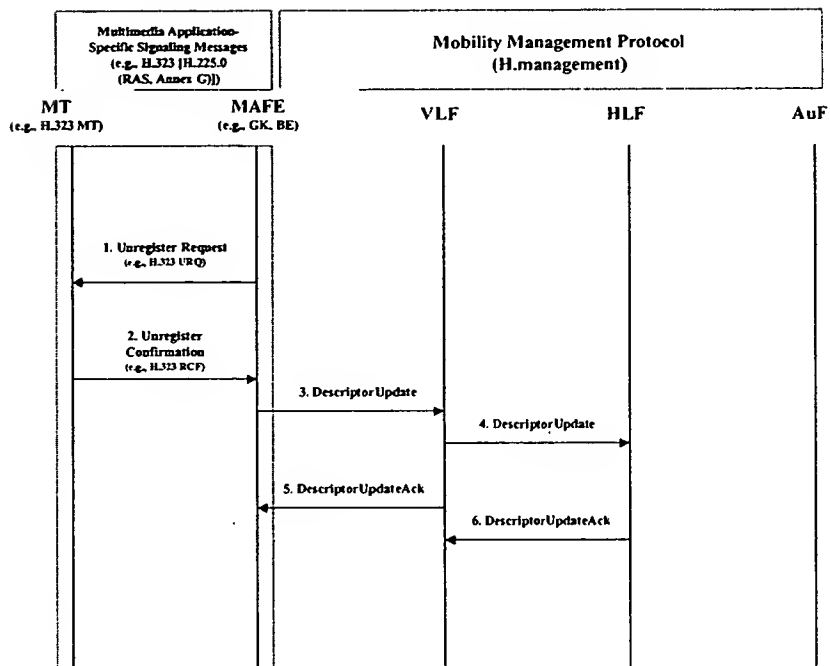 Multimedia Application-
Specific Signaling Messages
(e.g., H.323 [H.225.0
(RAS, Annex G)])
Mobility Management Protocol
(H.management)
MT
(e.g., H.323 MT)
MAFE
(e.g., GK, BE)
VLF
HLF
AuF
1. Unregister Request
(e.g., H.323 URQ)
2. Unregister
Confirmation
(e.g., H.323 RCF)
3. DescriptorUpdate
4. DescriptorUpdate
5. DescriptorUpdateAck
6. DescriptorUpdateAck